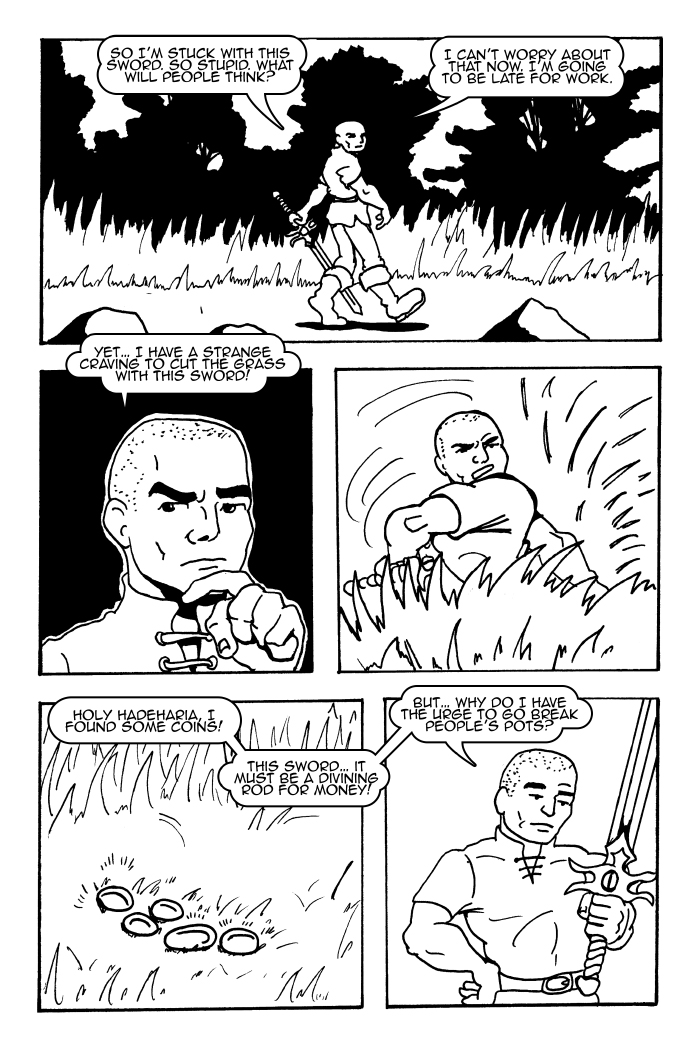 SO I'M STUCK WITH THIS
SWORD. SO STUPID. WHAT
WILL PEOPLE THINK?
I CAN'T WORRY ABOUT
THAT NOW. I'M GOING
TO BE LATE FOR WORK.
YET... I HAVE A STRANGE
CRAVING TO CUT THE GRASS
WITH THIS SWORD!
HOLY HADEHARIA, I
FOUND SOME COINS!
THIS SWORD... IT
MUST BE A DIVINING
ROD FOR MONEY!
BUT... WHY DO I HAVE
THE URGE TO GO BREAK
PEOPLE'S POTS?